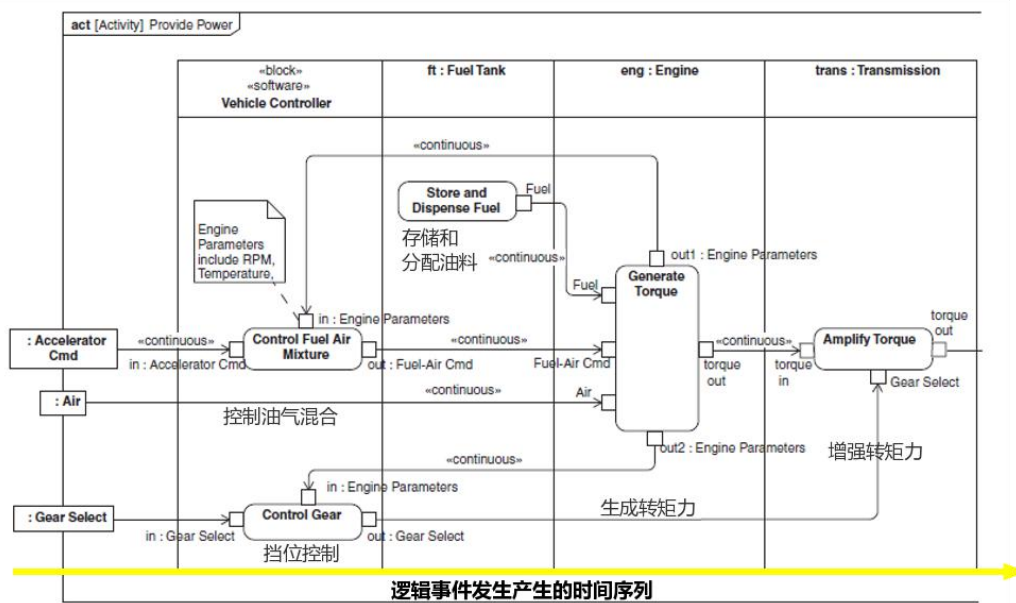 act [Activity] Provide Power
«block»
«software»
Vehicle Controller
ft : Fuel Tank
eng : Engine
trans : Transmission
«continuous»
Store and
Dispense Fuel
Fuel
存储和
分配油料
«continuous»
Engine
Parameters
include RPM,
Temperature,
out1 : Engine Parameters
Generate
Torque
Fuel
in : Engine Parameters
: Accelerator
Cmd
«continuous»
in : Accelerator Cmd
Control Fuel Air
Mixture
out : Fuel-Air Cmd
«continuous»
Fuel-Air Cmd
«continuous»
torque
out
torque
in
Amplify Torque
torque
out
Gear Select
: Air
«continuous»
Air
控制油气混合
out2 : Engine Parameters
增强转矩力
«continuous»
in : Engine Parameters
: Gear Select
in : Gear Select
Control Gear
out : Gear Select
生成转矩力
挡位控制
逻辑事件发生产生的时间序列